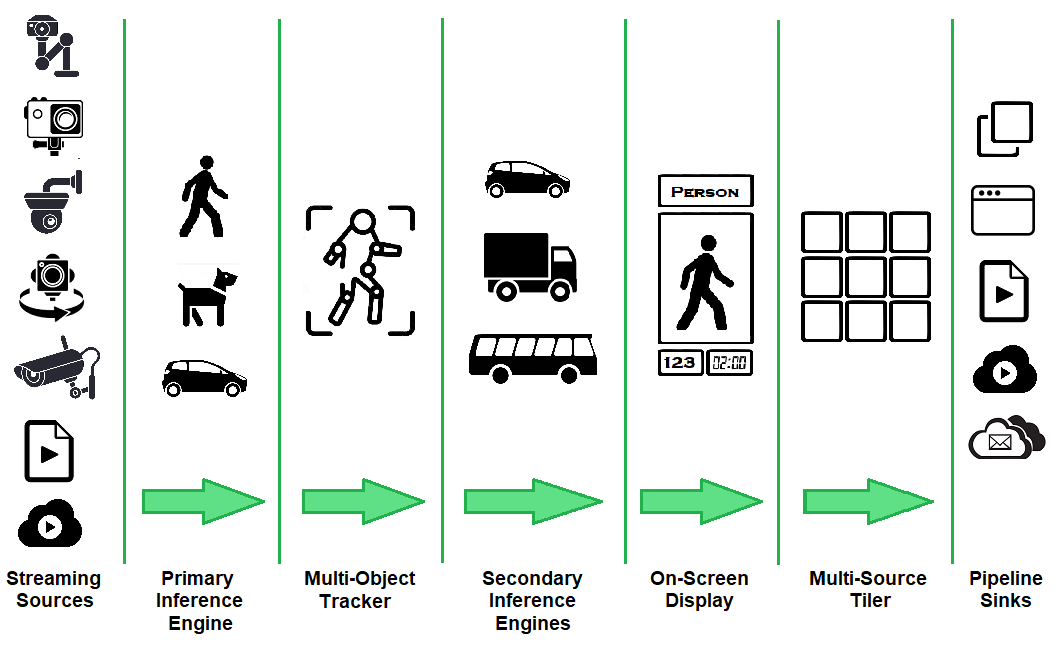 PERSON
123
02:00
Streaming
Sources
Primary
Inference
Engine
Multi-Object
Tracker
Secondary
Inference
Engines
On-Screen
Display
Multi-Source
Tiler
Pipeline
Sinks